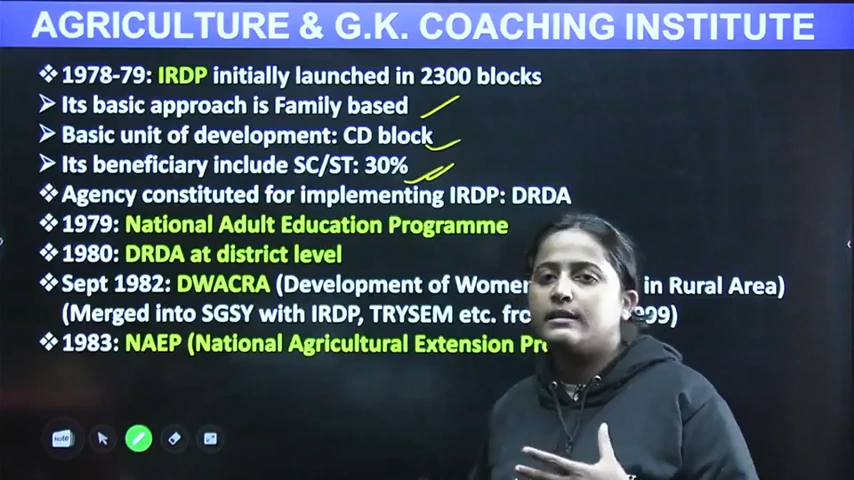 AGRICULTURE & G.K. COACHING INSTITUTE
❖1978-79: IRDP initially launched in 2300 blocks
➢ Its basic approach is Family based
➢ Basic unit of development: CD block
➢ Its beneficiary include SC/ST: 30%
❖Agency constituted for implementing IRDP: DRDA
❖1979: National Adult Education Programme
❖1980: DRDA at district level
❖Sept 1982: DWACRA (Development of Women in Rural Area)
(Merged into SGSY with IRDP, TRYSEM etc.
❖1983: NAEP (National Agricultural Extension
Note